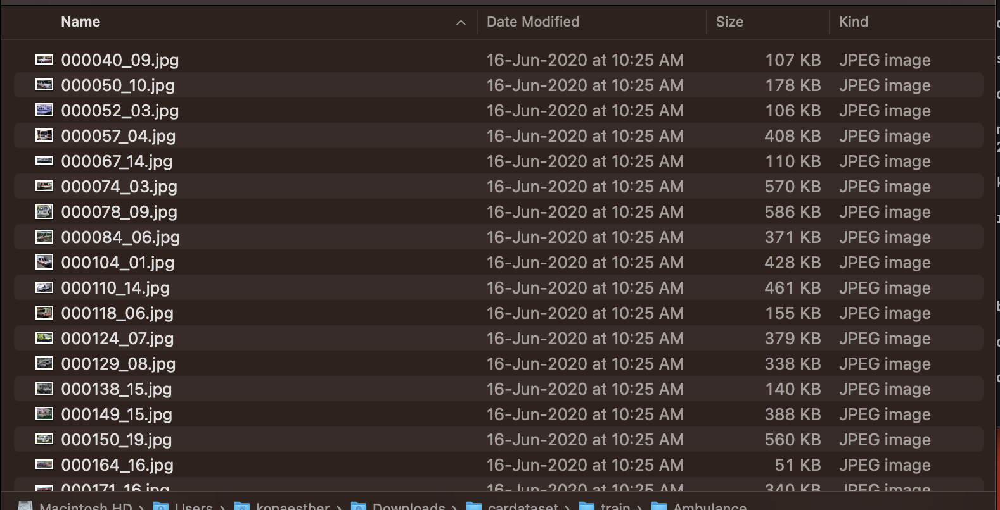 Name Date Modified Size Kind
000040_09.jpg 16-Jun-2020 at 10:25 AM 107 KB JPEG image
000050_10.jpg 16-Jun-2020 at 10:25 AM 178 KB JPEG image
000052_03.jpg 16-Jun-2020 at 10:25 AM 106 KB JPEG image
000057_04.jpg 16-Jun-2020 at 10:25 AM 408 KB JPEG image
000067_14.jpg 16-Jun-2020 at 10:25 AM 110 KB JPEG image
000074_03.jpg 16-Jun-2020 at 10:25 AM 570 KB JPEG image
000078_09.jpg 16-Jun-2020 at 10:25 AM 586 KB JPEG image
000084_06.jpg 16-Jun-2020 at 10:25 AM 371 KB JPEG image
000104_01.jpg 16-Jun-2020 at 10:25 AM 428 KB JPEG image
000110_14.jpg 16-Jun-2020 at 10:25 AM 461 KB JPEG image
000118_06.jpg 16-Jun-2020 at 10:25 AM 155 KB JPEG image
000124_07.jpg 16-Jun-2020 at 10:25 AM 379 KB JPEG image
000129_08.jpg 16-Jun-2020 at 10:25 AM 338 KB JPEG image
000138_15.jpg 16-Jun-2020 at 10:25 AM 140 KB JPEG image
000149_15.jpg 16-Jun-2020 at 10:25 AM 388 KB JPEG image
000150_19.jpg 16-Jun-2020 at 10:25 AM 560 KB JPEG image
000164_16.jpg 16-Jun-2020 at 10:25 AM 51 KB JPEG image
000171_16.jpg 16-Jun-2020 at 10:25 AM 340 KB JPEG image
Macintosh HD › Users › konaesther › Downloads › cardataset › train › Ambulance